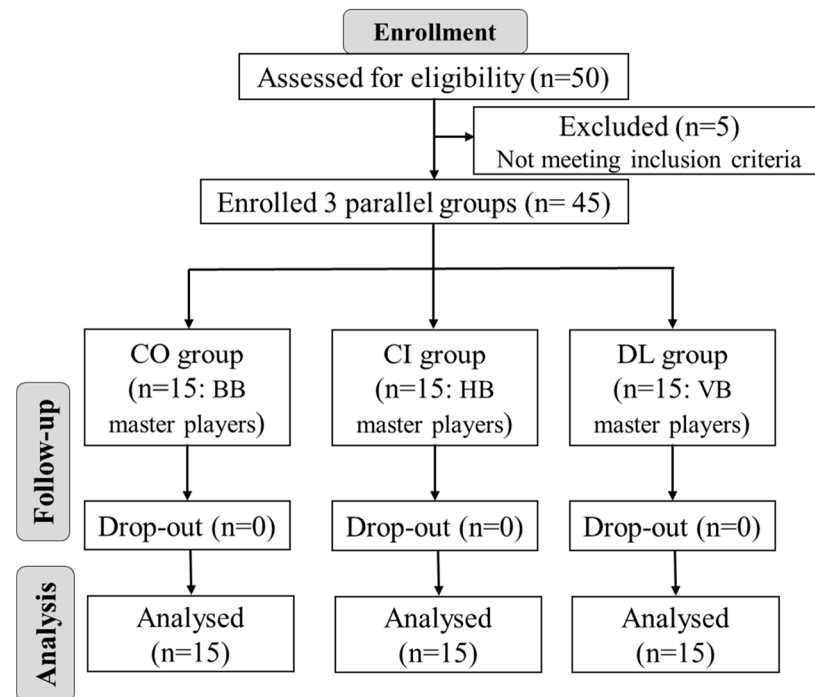 Enrollment
Assessed for eligibility (n=50)
Excluded (n=5)
Not meeting inclusion criteria
Enrolled 3 parallel groups (n= 45)
CO group
(n=15: BB
master players)
CI group
(n=15: HB
master players)
DL group
(n=15: VB
master players)
Follow-up
Drop-out (n=0)
Drop-out (n=0)
Drop-out (n=0)
Analysis
Analysed
(n=15)
Analysed
(n=15)
Analysed
(n=15)